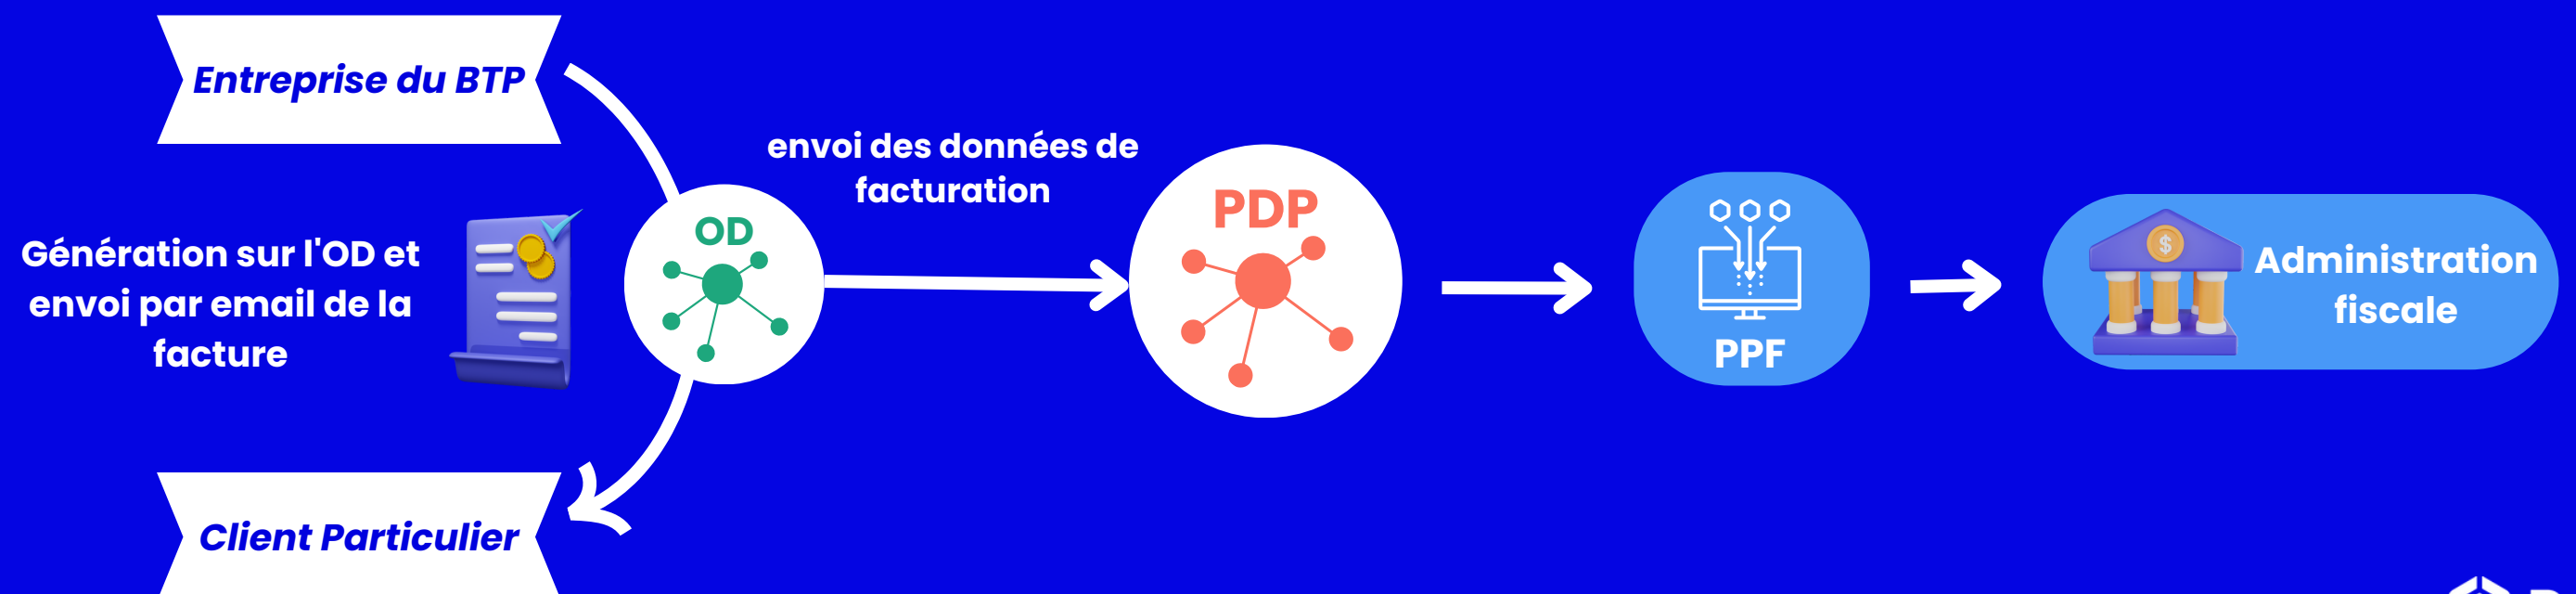 Entreprise du BTP
Génération sur l'OD et
envoi par email de la
facture
Client Particulier
OD
envoi des données de
facturation
PDP
PPF
$
Administration
fiscale